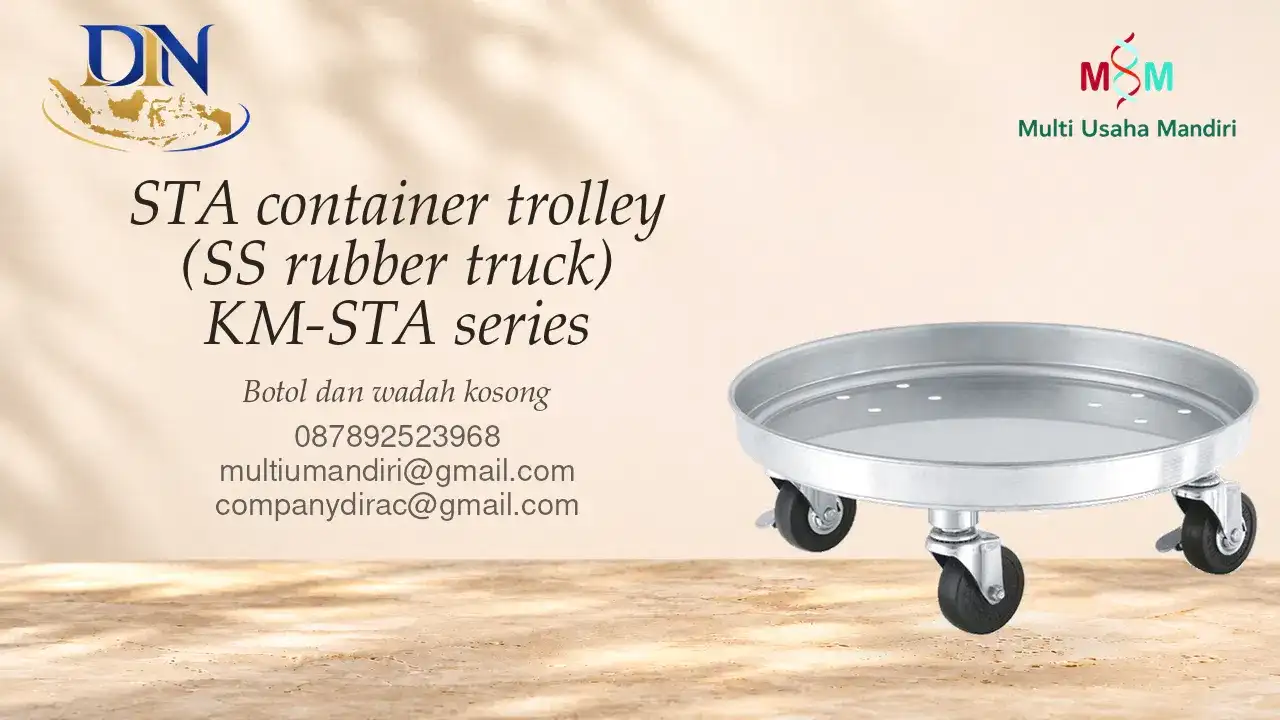 DIN
MSM
Multi Usaha Mandiri
STA container trolley
(SS rubber truck)
KM-STA series
Botol dan wadah kosong
087892523968
multiumandiri@gmail.com
companydirac@gmail.com